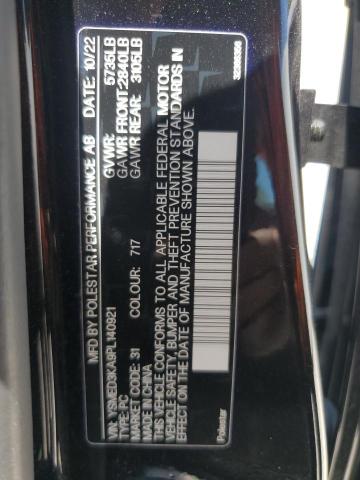 MFD BY POLESTAR PERFORMANCE AB DATE: 10/22
GVWR: 5735LB
GAWR FRONT: 2840LB
GAWR REAR: 3105LB
VIN: YSMED3KA9PL140921
TYPE: PC
MARKET CODE: 31 COLOUR: 717
MADE IN CHINA
THIS VEHICLE CONFORMS TO ALL APPLICABLE FEDERAL MOTOR
VEHICLE SAFETY, BUMPER AND THEFT PREVENTION STANDARDS IN
EFFECT ON THE DATE OF MANUFACTURE SHOWN ABOVE.
Polestar